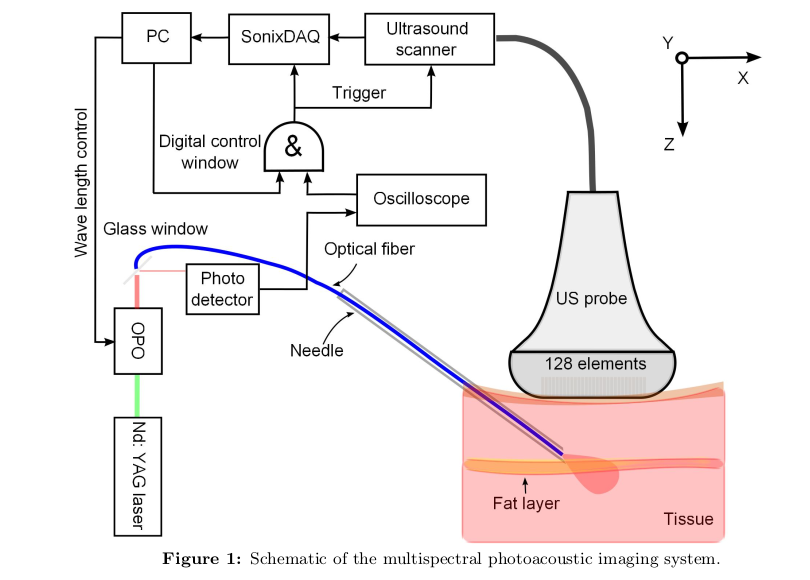 PC
SonixDAQ
Ultrasound
scanner
Y
X
Z
Trigger
Digital control
window
&
Wave length control
Oscilloscope
Glass window
Optical fiber
Photo
detector
US probe
OPO
Needle
128 elements
Nd: YAG laser
Fat layer
Tissue
Figure 1: Schematic of the multispectral photoacoustic imaging system.